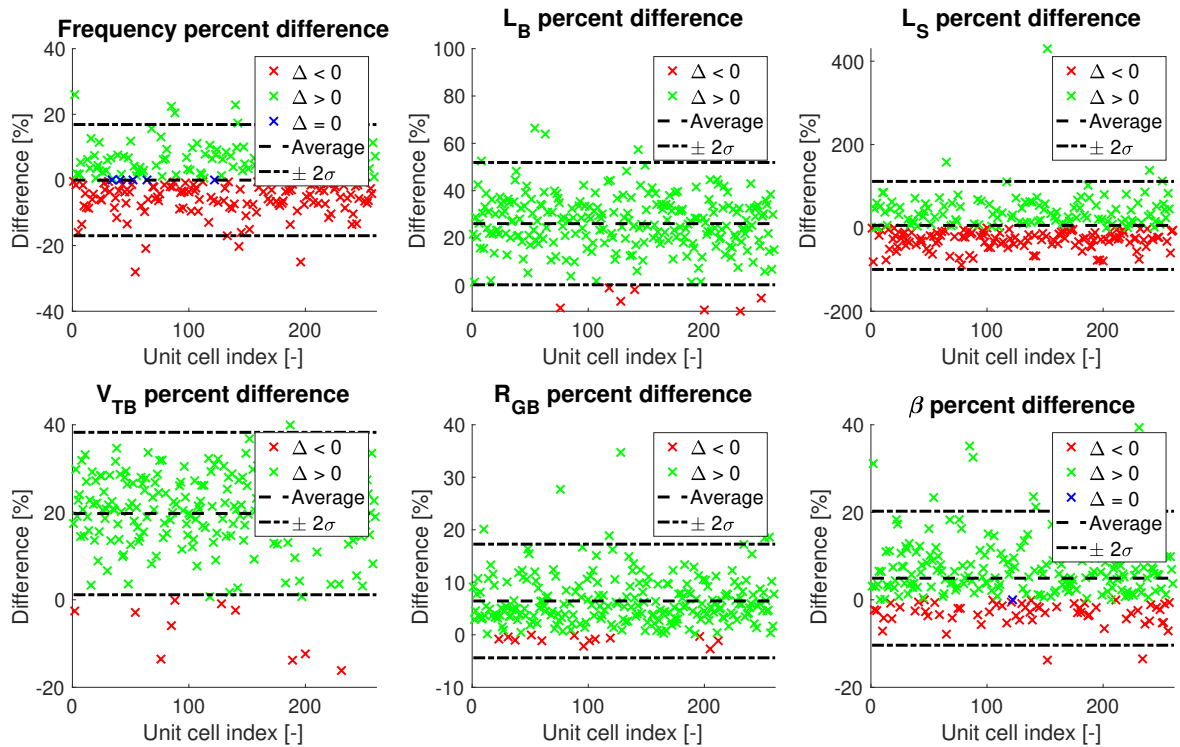 Frequency percent difference
40
20
0
-20
-40
Difference [%]
0
100
200
Unit cell index [-]
Δ < 0
Δ > 0
Δ = 0
Average
± 2σ
L_B percent difference
100
80
60
40
20
0
Difference [%]
0
100
200
Unit cell index [-]
Δ < 0
Δ > 0
Average
± 2σ
L_S percent difference
400
200
0
-200
Difference [%]
0
100
200
Unit cell index [-]
Δ < 0
Δ > 0
Average
± 2σ
V_TB percent difference
40
20
0
-20
Difference [%]
0
100
200
Unit cell index [-]
Δ < 0
Δ > 0
Average
± 2σ
R_GB percent difference
40
30
20
10
0
-10
Difference [%]
0
100
200
Unit cell index [-]
Δ < 0
Δ > 0
Average
± 2σ
β percent difference
40
20
0
-20
Difference [%]
0
100
200
Unit cell index [-]
Δ < 0
Δ > 0
Δ = 0
Average
± 2σ